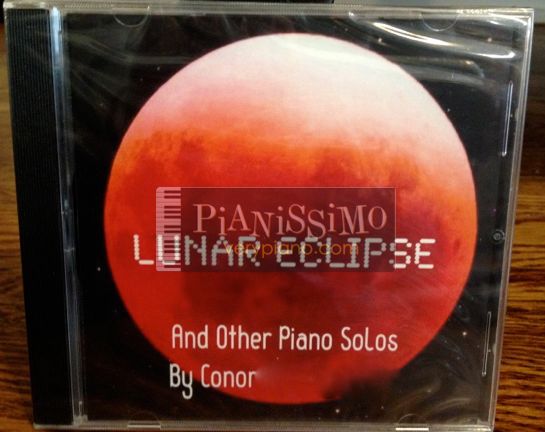 PiANiSSiMO
verypiano.com
LUNAR ECLIPSE
And Other Piano Solos
By Conor